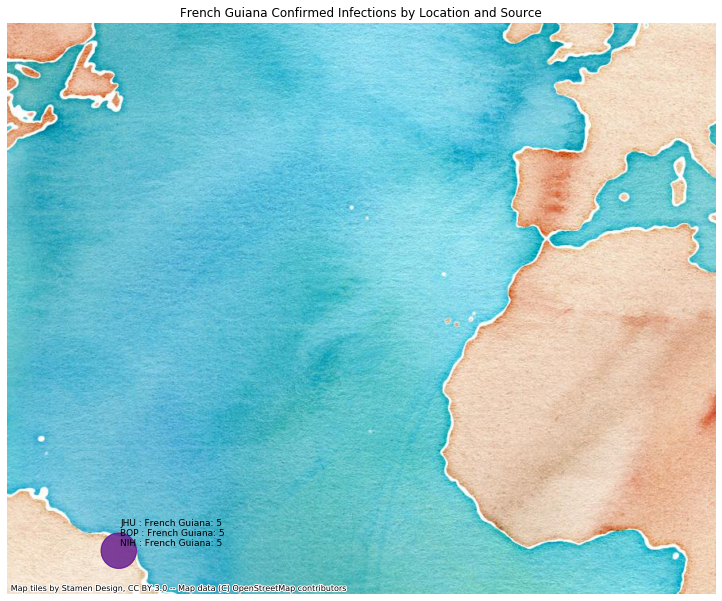 French Guiana Confirmed Infections by Location and Source
JHU : French Guiana: 5
BOP : French Guiana: 5
NIH : French Guiana: 5
Map tiles by Stamen Design, CC BY 3.0 -- Map data (C) OpenStreetMap contributors